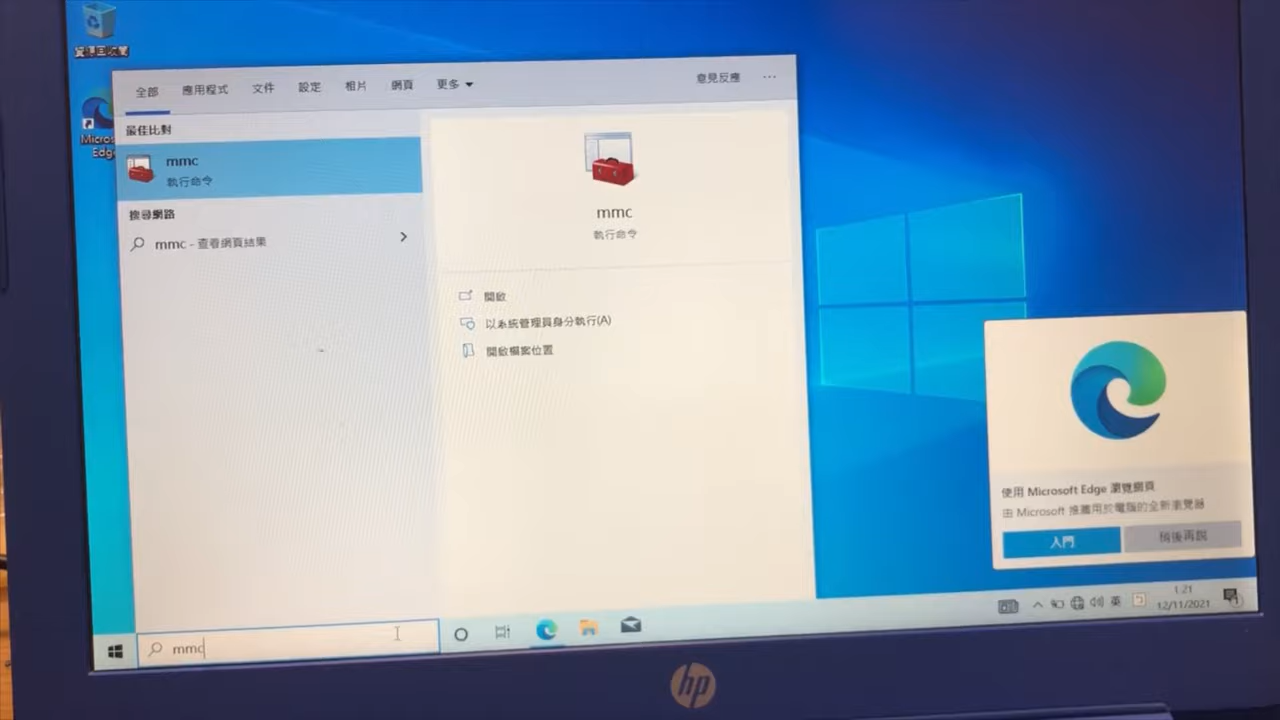 資源回收筒
Microsoft
Edge
全部 應用程式 文件 設定 相片 網頁 更多 意見反應 ...
最佳比對
mmc
執行命令
搜尋網路
mmc - 查看網頁結果
mmc
執行命令
開啟
以系統管理員身分執行(A)
開啟檔案位置
使用 Microsoft Edge 瀏覽網頁
由 Microsoft 推薦用於電腦的全新瀏覽器
入門
稍後再說
mmc
英
1:21
12/11/2021
hp